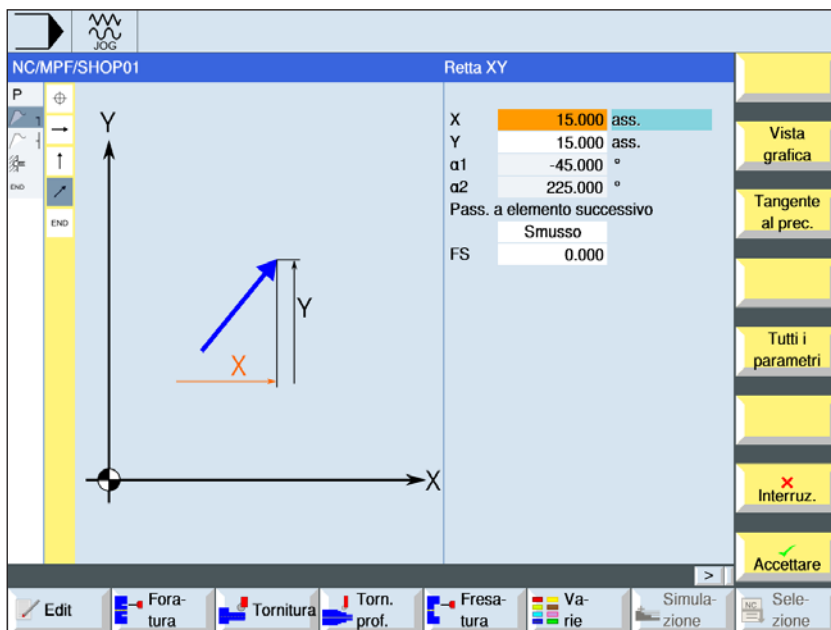 JOG
NC/MPF/SHOP01
Retta XY
P
END
END
Y
Y
X
X
X 15.000 ass.
Y 15.000 ass.
α1 -45.000 °
α2 225.000 °
Pass. a elemento successivo
Smusso
FS 0.000
Vista
grafica
Tangente
al prec.
Tutti i
parametri
Interruz.
Accettare
>
Edit
Fora-
tura
Tornitura
Torn.
prof.
Fresa-
tura
Va-
rie
Simula-
zione
NC
Sele-
zione